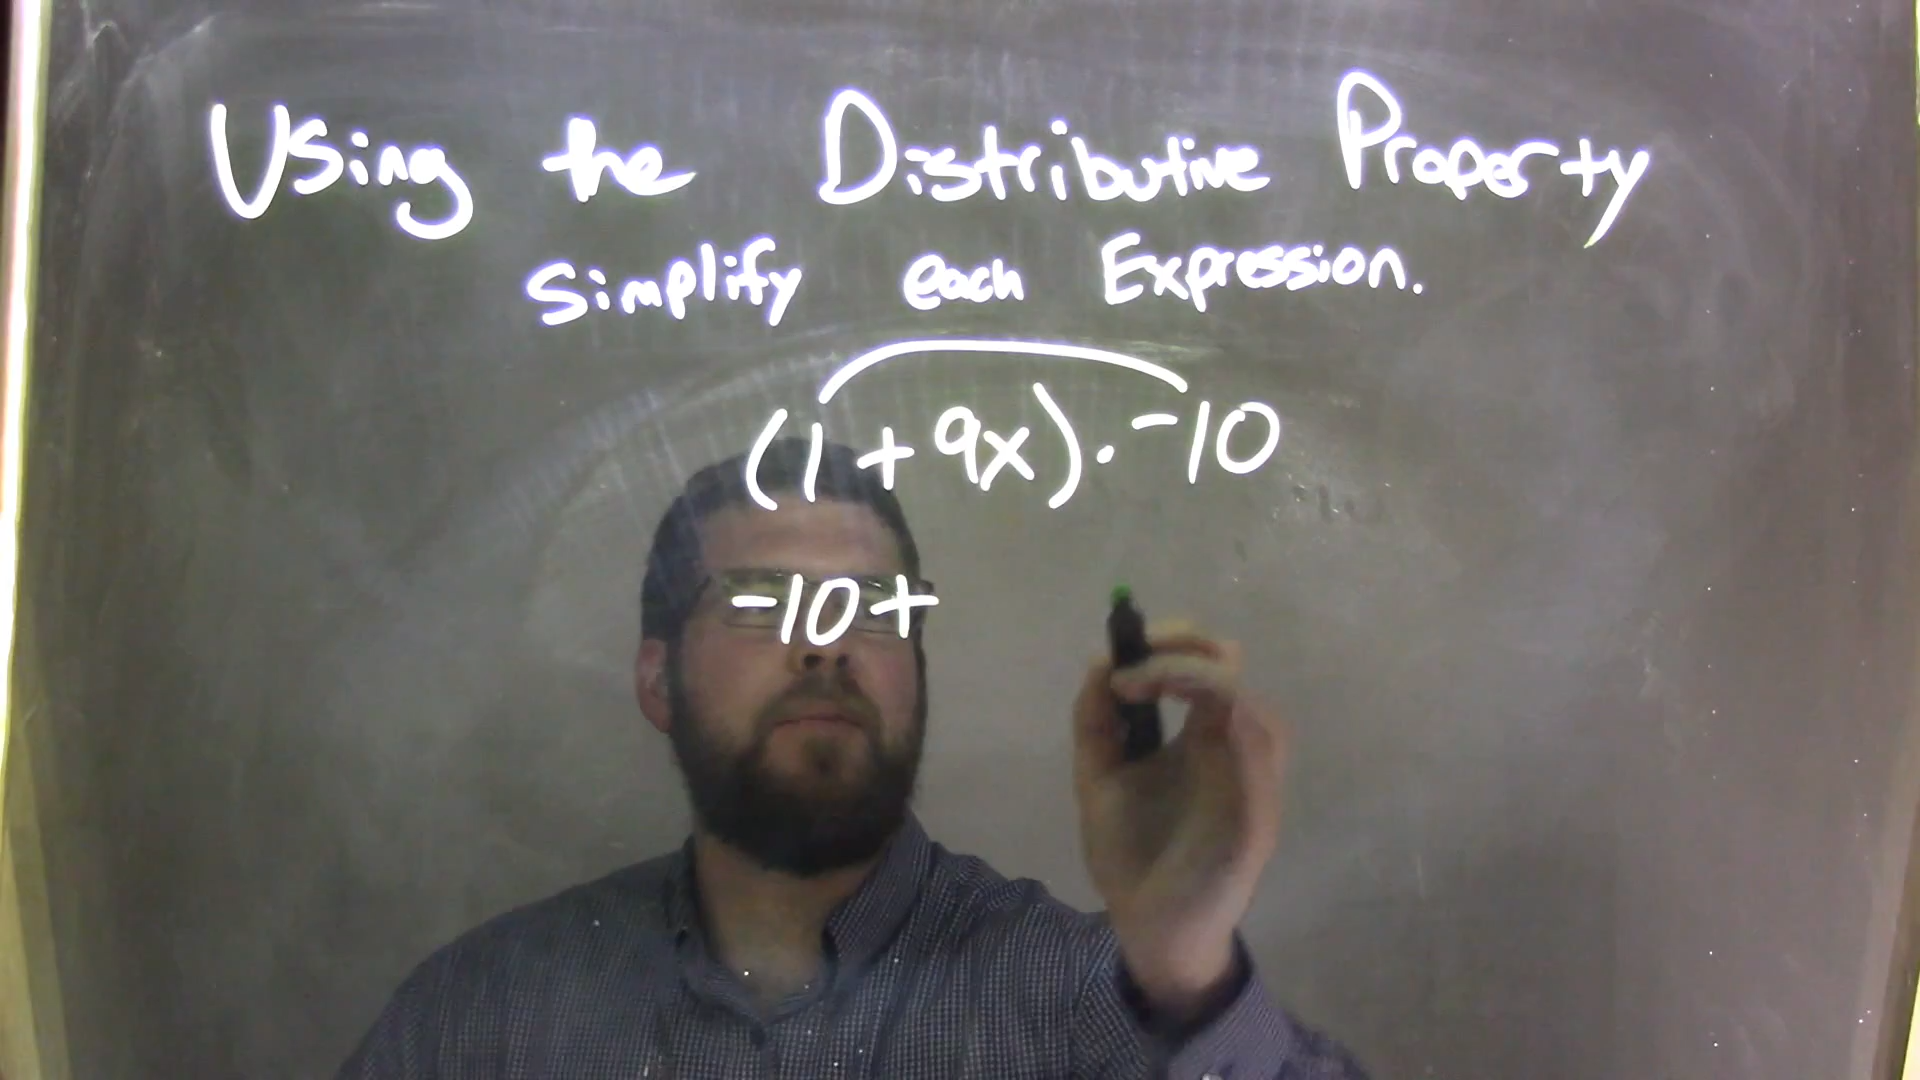 Using the Distributive Property
Simplify each Expression.
(1+9x)·-10
-10+